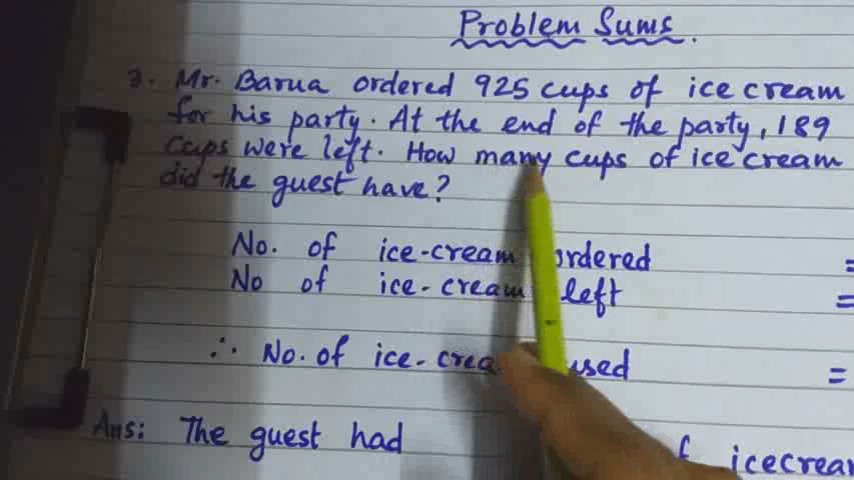 Problem Sums.
3. Mr. Barua ordered 925 cups of ice cream
for his party. At the end of the party, 189
cups were left. How many cups of ice cream
did the guest have?
No. of ice-cream ordered =
No of ice-cream left =
∴ No. of ice-cream used =
Ans: The guest had of icecream